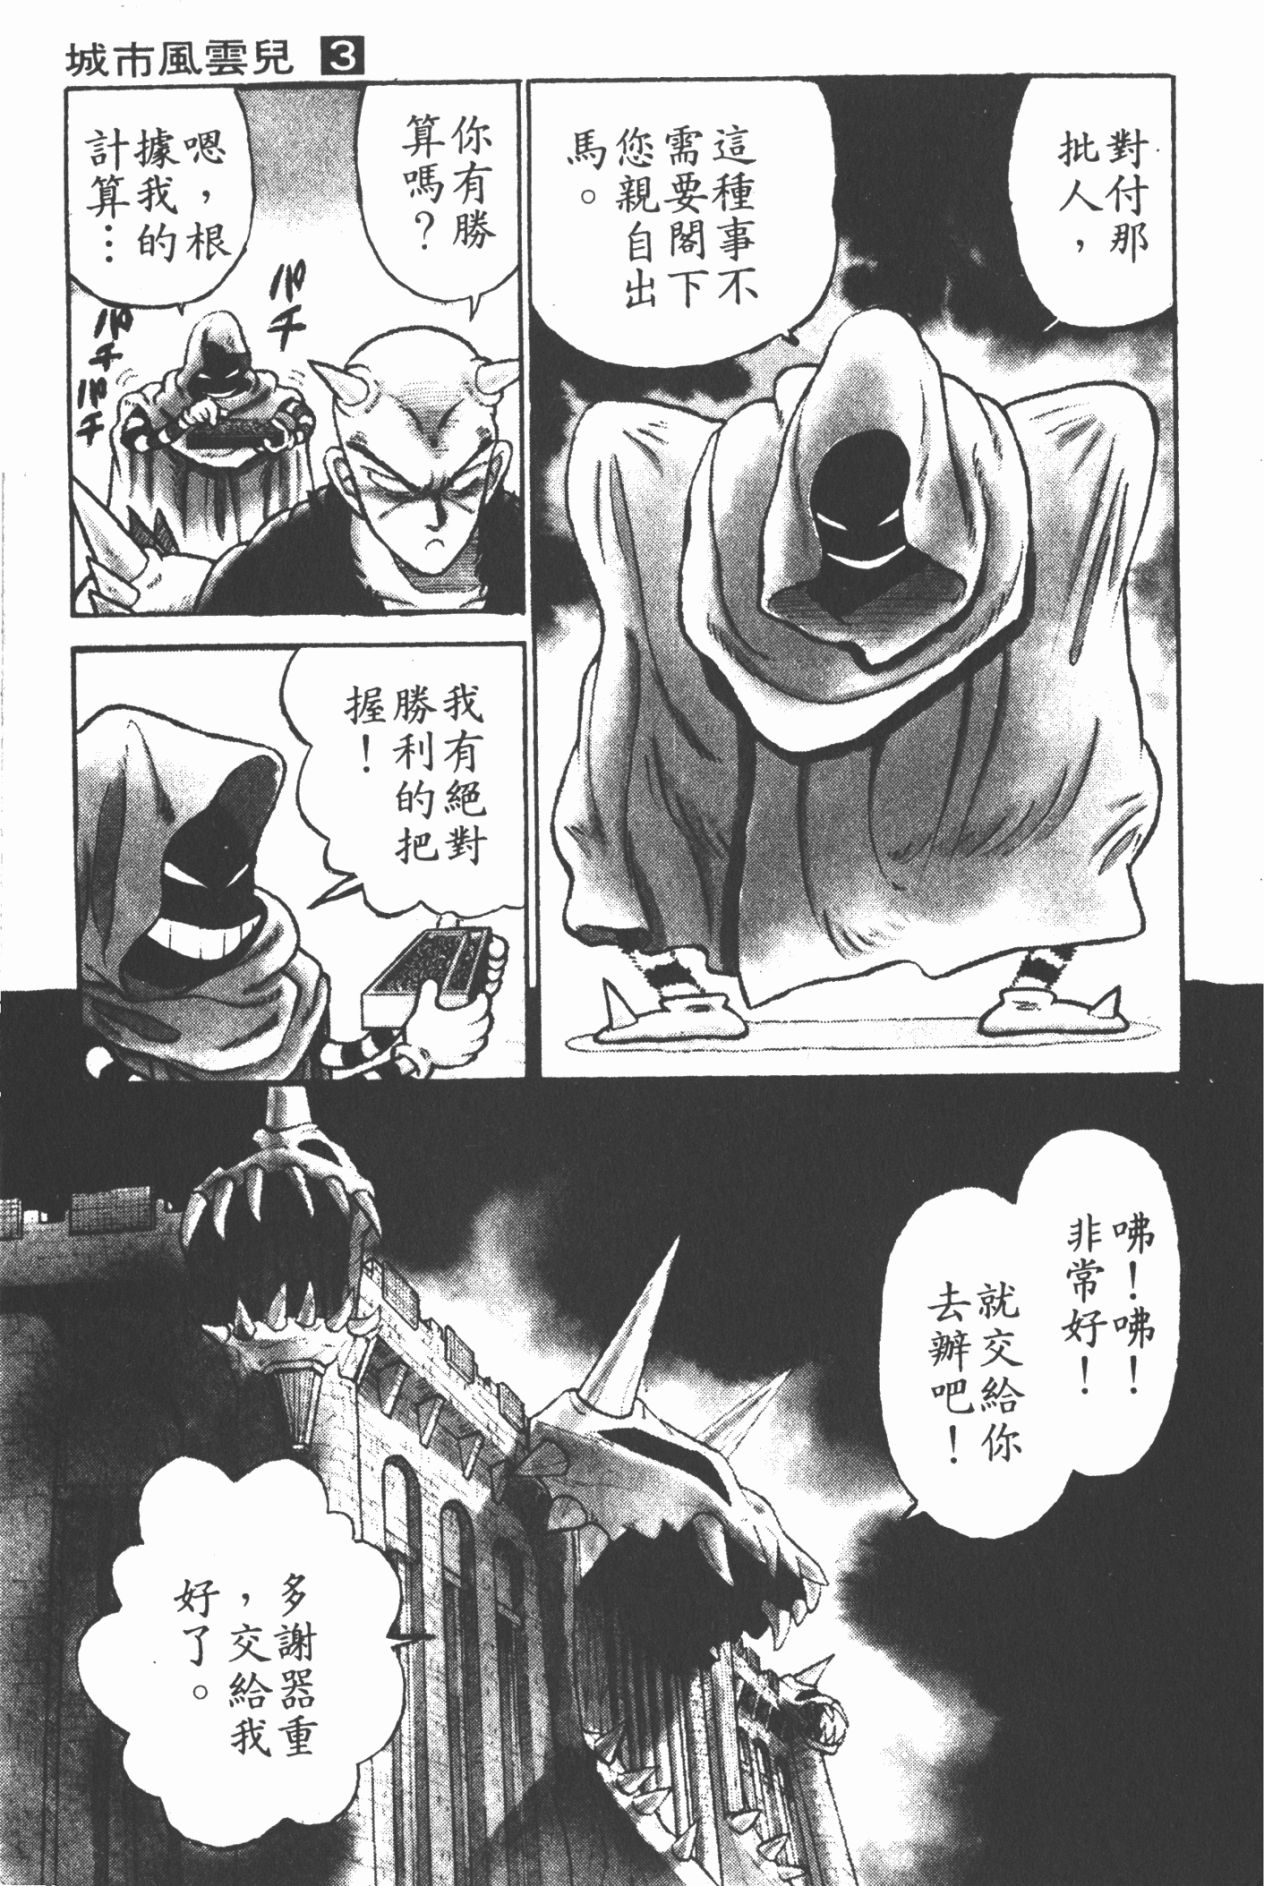 城市風雲兒 3
對付那
批人，
這種事不
需要閣下
您親自出
馬。
你有勝
算嗎？
嗯，根
據我的
計算…
パチ
パチ
パチ
我有絕對
勝利的把
握！
咈！咈！
非常好！
就交給你
去辦吧！
多謝器重
，交給我
好了。